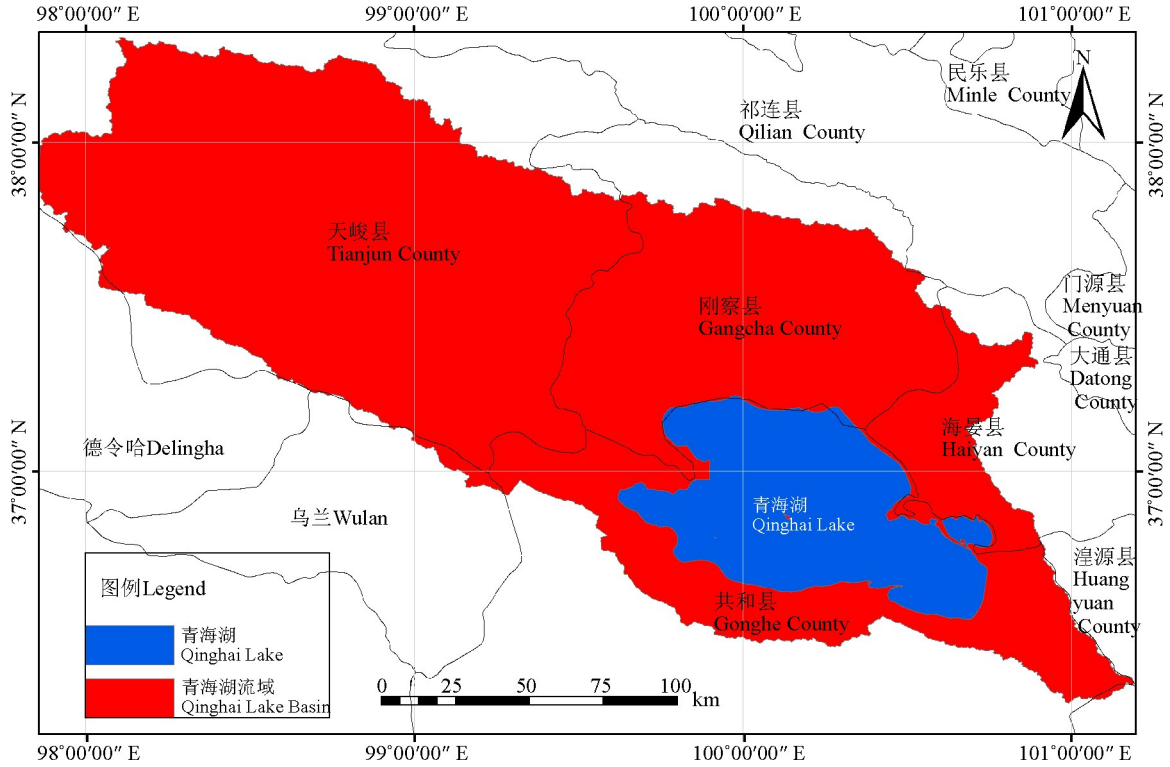 98°00′00″ E
99°00′00″ E
100°00′00″ E
101°00′00″ E
38°00′00″ N
38°00′00″ N
37°00′00″ N
37°00′00″ N
N
民乐县
Minle County
祁连县
Qilian County
天峻县
Tianjun County
刚察县
Gangcha County
门源县
Menyuan
County
大通县
Datong
County
海晏县
Haiyan County
德令哈Delingha
乌兰Wulan
青海湖
Qinghai Lake
湟源县
Huang
yuan
County
共和县
Gonghe County
图例Legend
青海湖
Qinghai Lake
青海湖流域
Qinghai Lake Basin
0 25 50 75 100
km
98°00′00″ E
99°00′00″ E
100°00′00″ E
101°00′00″ E